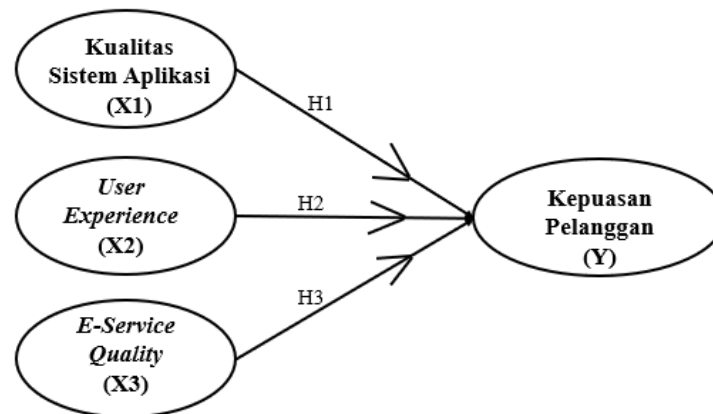 Kualitas
Sistem Aplikasi
(X1)
H1
User
Experience
(X2)
H2
Kepuasan
Pelanggan
(Y)
E-Service
Quality
(X3)
H3